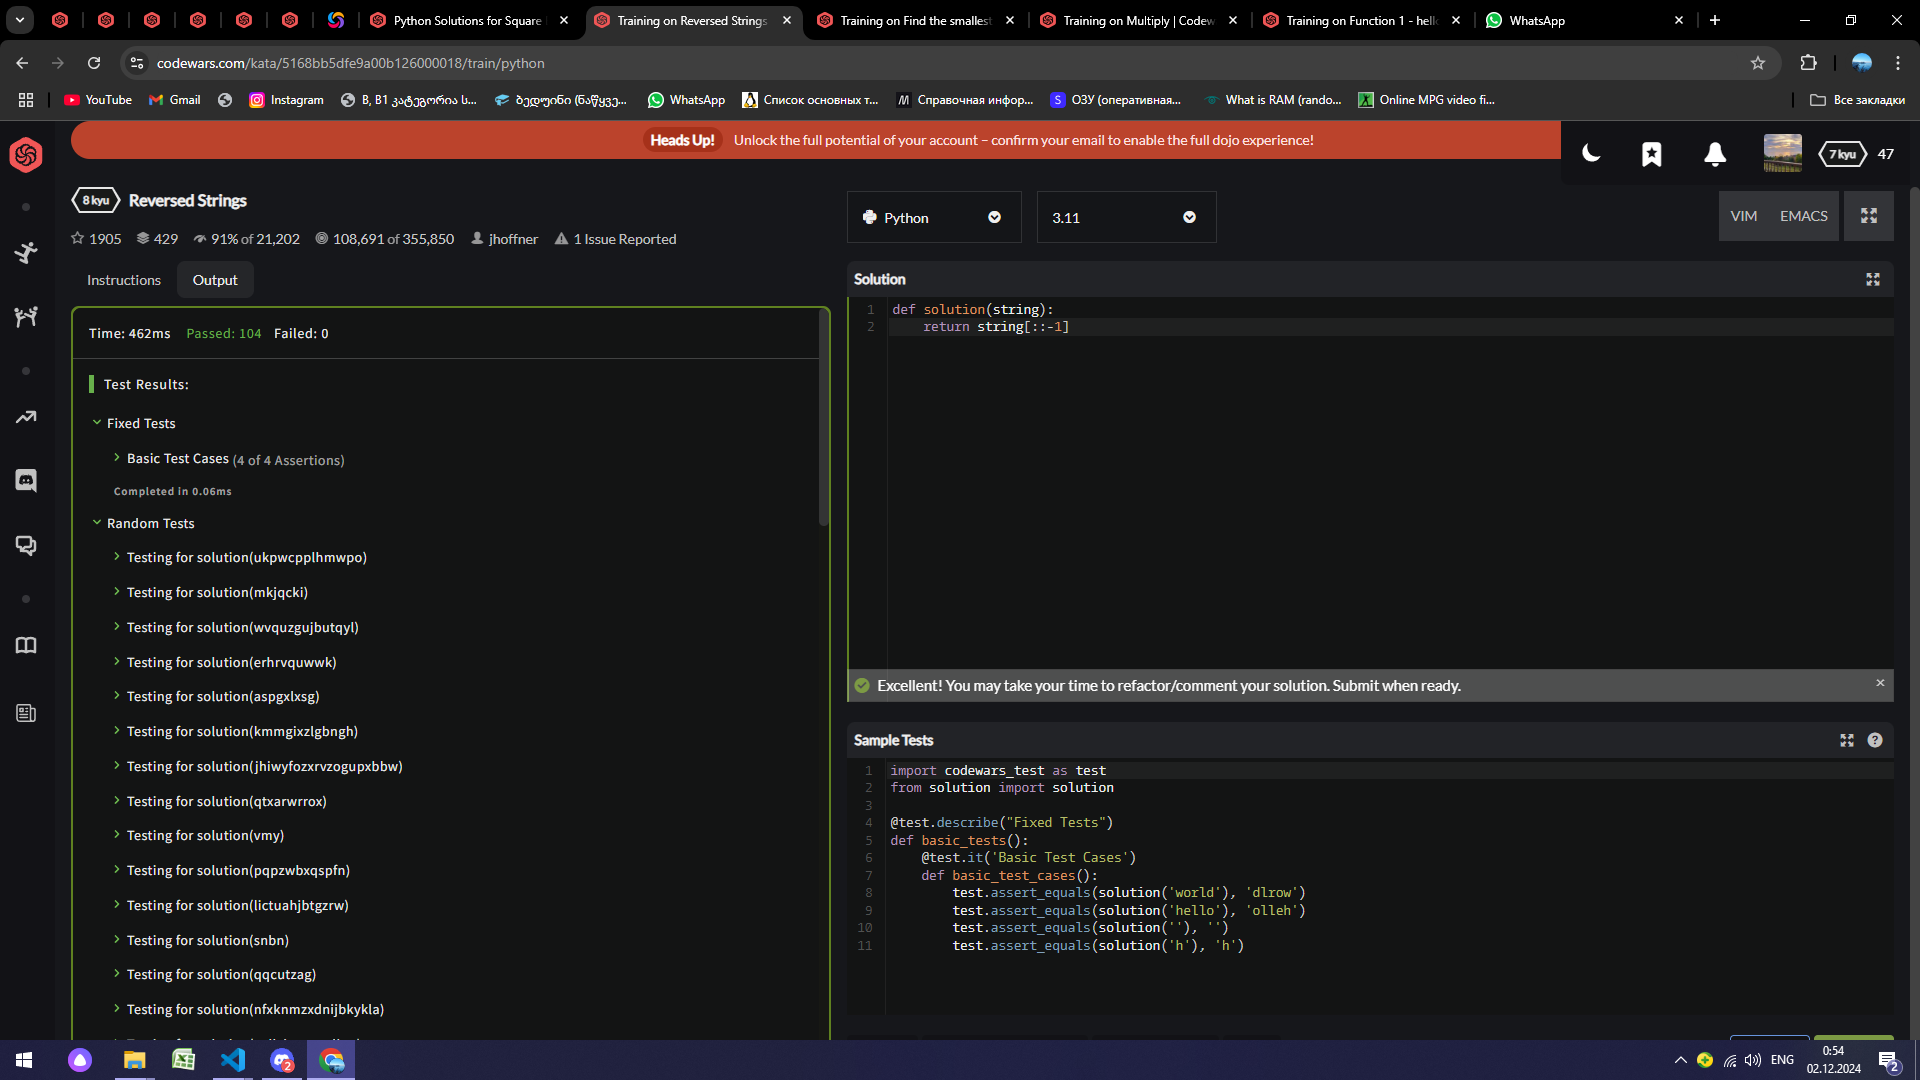 Python Solutions for Square
Training on Reversed Strings
Training on Find the smallest
Training on Multiply | Codew
Training on Function 1 - hell
WhatsApp
codewars.com/kata/5168bb5dfe9a00b126000018/train/python
YouTube
Gmail
Instagram
B, B1 კატეგორია ს...
ბედუინი (ნაწყვე...
WhatsApp
Список основных т...
Справочная инфор...
ОЗУ (оперативная...
What is RAM (rando...
Online MPG video fi...
Все закладки
Heads Up! Unlock the full potential of your account – confirm your email to enable the full dojo experience!
7 kyu 47
8 kyu Reversed Strings
1905 429 91% of 21,202 108,691 of 355,850 jhoffner 1 Issue Reported
Python
3.11
VIM EMACS
Instructions Output
Time: 462ms Passed: 104 Failed: 0
Test Results:
Fixed Tests
Basic Test Cases (4 of 4 Assertions)
Completed in 0.06ms
Random Tests
Testing for solution(ukpwcpplhmwpo)
Testing for solution(mkjqcki)
Testing for solution(wvquzgujbutqyl)
Testing for solution(erhrvquwwk)
Testing for solution(aspgxlxsg)
Testing for solution(kmmgixzlgbngh)
Testing for solution(jhiwyfozxrvzogupxbbw)
Testing for solution(qtxarwrrox)
Testing for solution(vmy)
Testing for solution(pqpzwbxqspfn)
Testing for solution(lictuahjbtgzrw)
Testing for solution(snbn)
Testing for solution(qqcutzag)
Testing for solution(nfxknmzxdnijbkykla)
Solution
1 def solution(string):
2 return string[::-1]
Excellent! You may take your time to refactor/comment your solution. Submit when ready.
Sample Tests
1 import codewars_test as test
2 from solution import solution
3
4 @test.describe("Fixed Tests")
5 def basic_tests():
6 @test.it('Basic Test Cases')
7 def basic_test_cases():
8 test.assert_equals(solution('world'), 'dlrow')
9 test.assert_equals(solution('hello'), 'olleh')
10 test.assert_equals(solution(''), '')
11 test.assert_equals(solution('h'), 'h')
2
ENG
0:54
02.12.2024
2